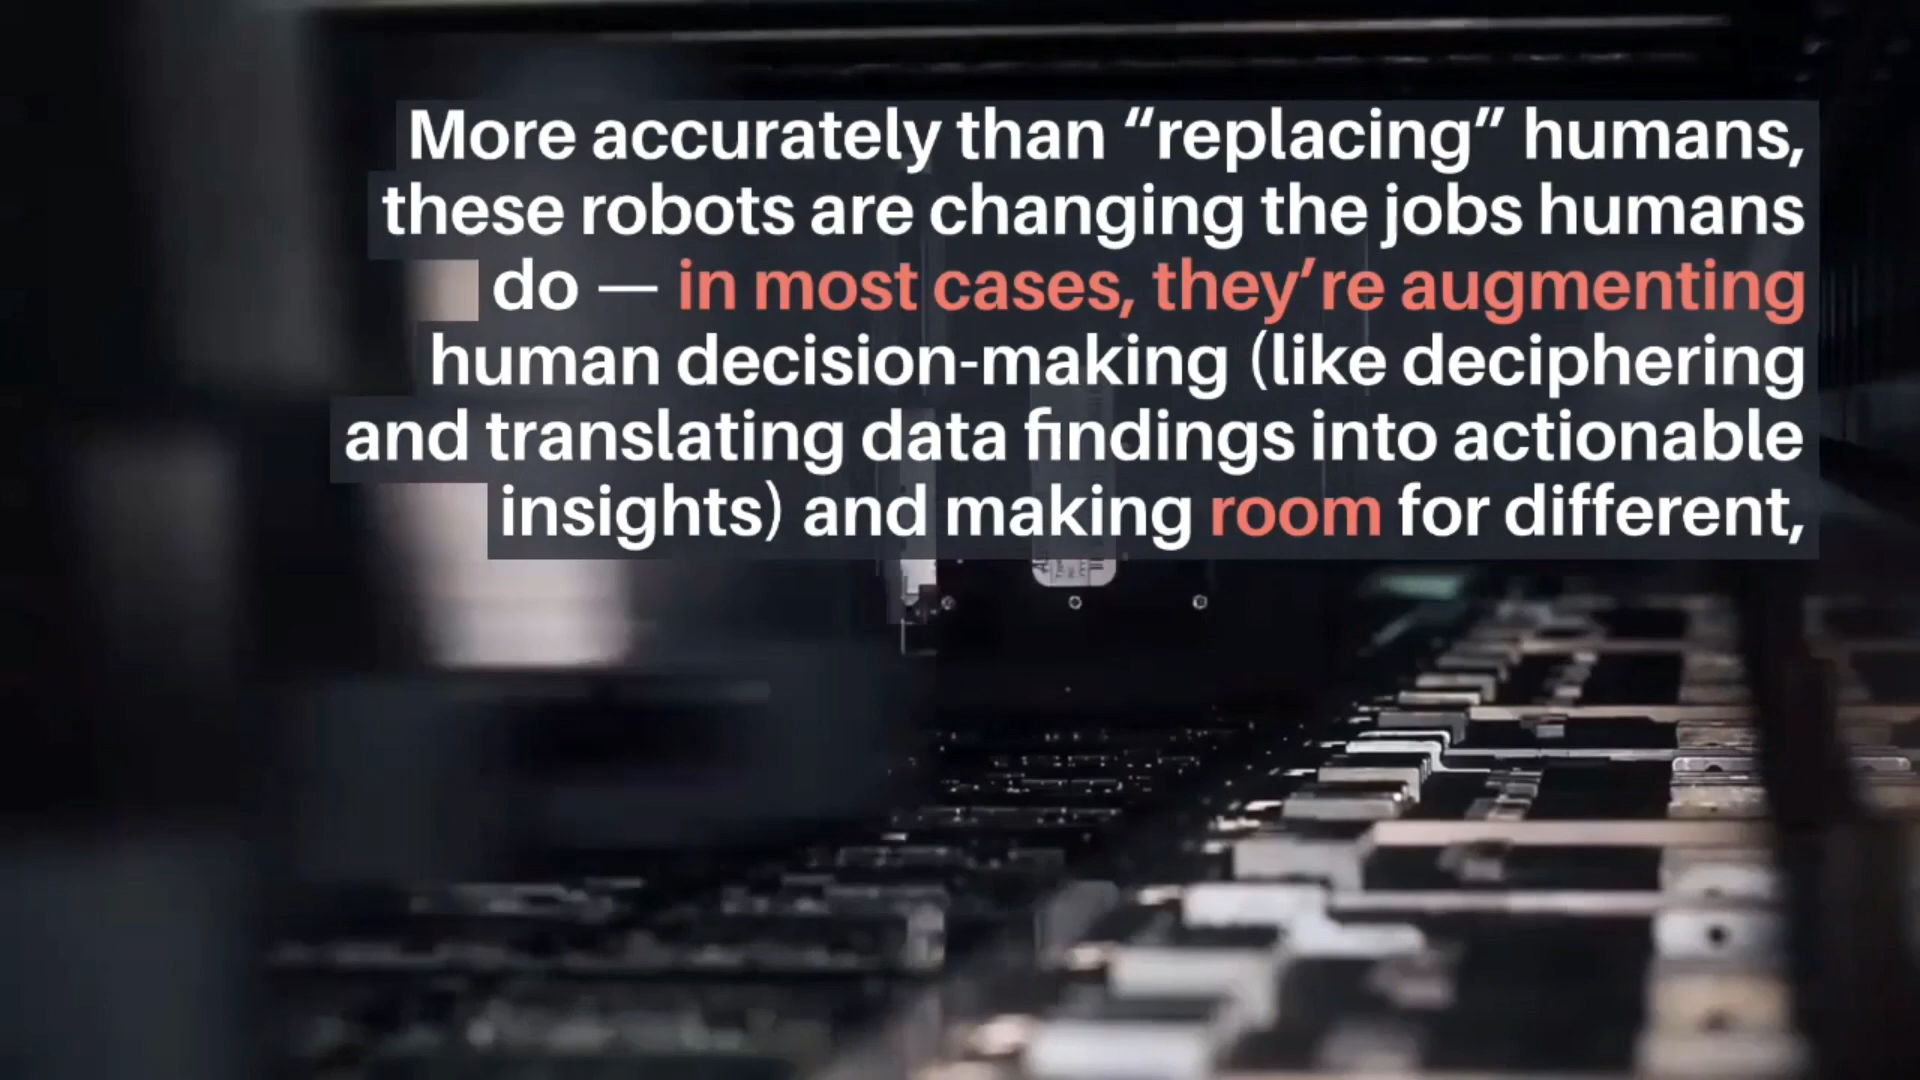 More accurately than “replacing” humans,
these robots are changing the jobs humans
do — in most cases, they’re augmenting
human decision-making (like deciphering
and translating data findings into actionable
insights) and making room for different,